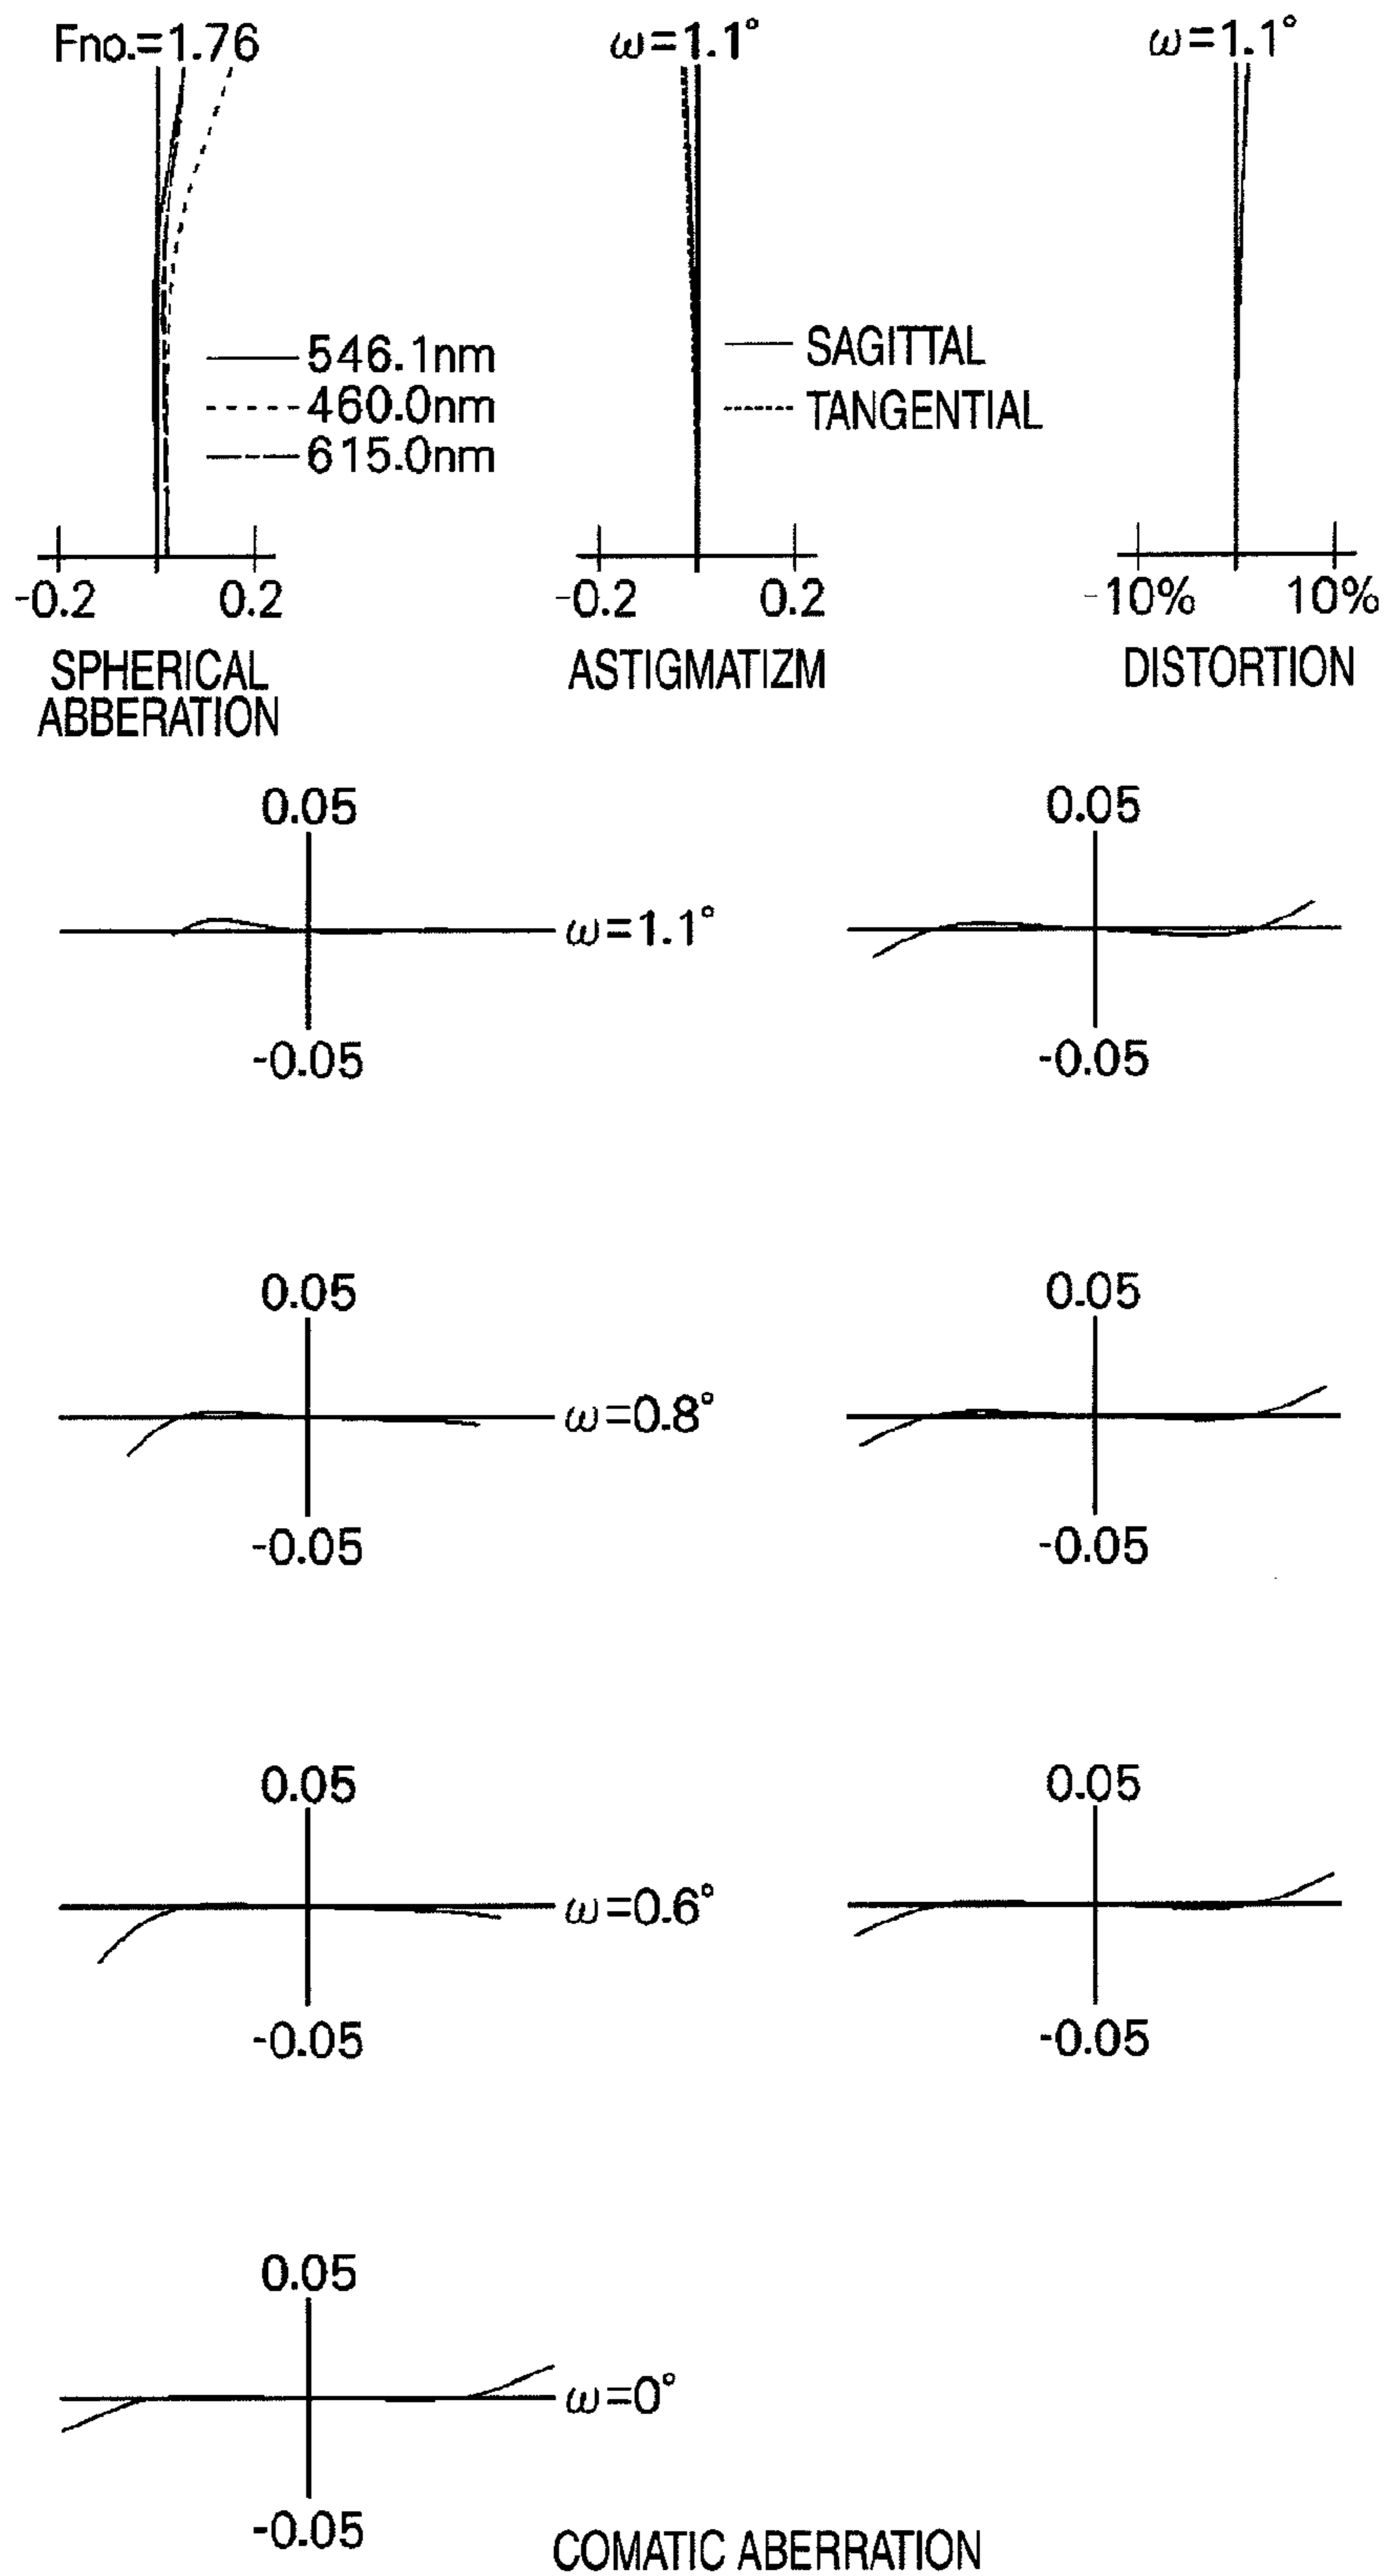 Fno.=1.76
ω=1.1°
ω=1.1°
546.1nm
460.0nm
615.0nm
SAGITTAL
TANGENTIAL
-0.2 0.2
-0.2 0.2
-10% 10%
SPHERICAL
ABBERATION
ASTIGMATIZM
DISTORTION
0.05
0.05
ω=1.1°
-0.05
-0.05
0.05
0.05
ω=0.8°
-0.05
-0.05
0.05
0.05
ω=0.6°
-0.05
-0.05
0.05
ω=0°
-0.05
COMATIC ABERRATION